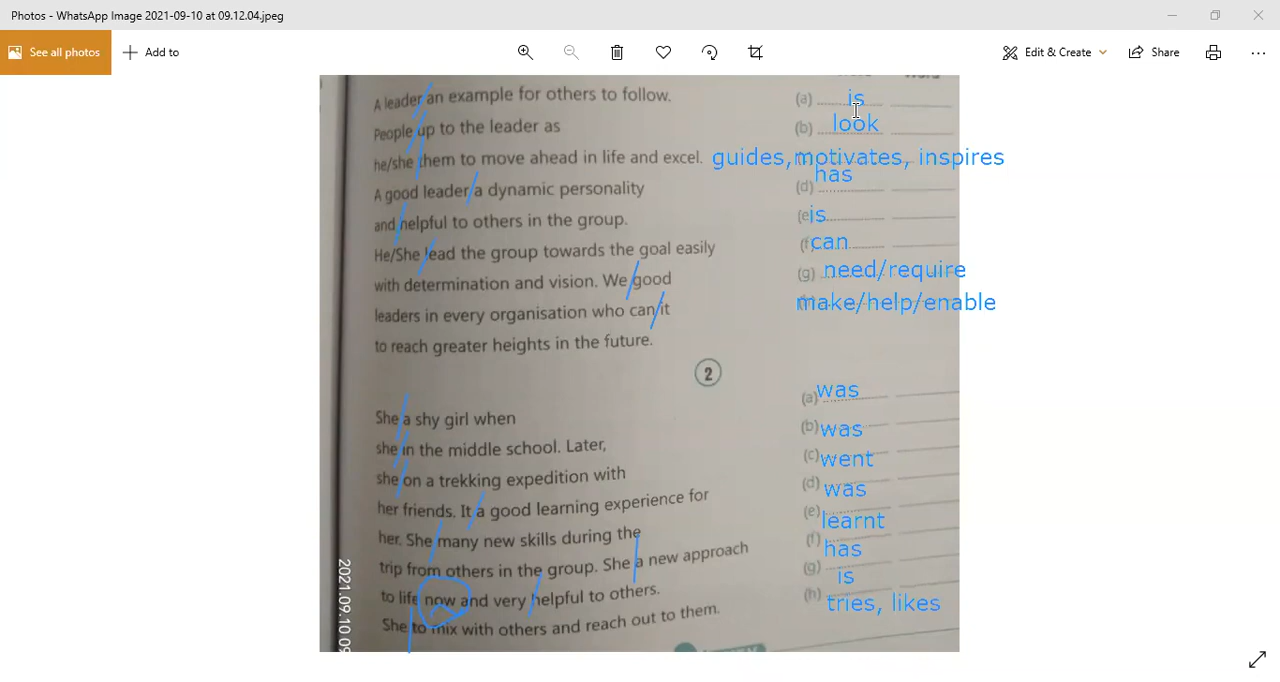 Photos - WhatsApp Image 2021-09-10 at 09.12.04.jpeg
See all photos Add to Edit & Create Share
A leader an example for others to follow. (a) is
People up to the leader as (b) look
he/she them to move ahead in life and excel. guides,motivates, inspires
A good leader a dynamic personality (d) has
and helpful to others in the group. (e) is
He/She lead the group towards the goal easily (f) can
with determination and vision. We good (g) need/require
leaders in every organisation who can it make/help/enable
to reach greater heights in the future.
2
She a shy girl when (a) was
she in the middle school. Later, (b) was
she on a trekking expedition with (c) went
her friends. It a good learning experience for (d) was
her. She many new skills during the (e) learnt
trip from others in the group. She a new approach (f) has
to life now and very helpful to others. (g) is
She to mix with others and reach out to them. (h) tries, likes
2021.09.10 09